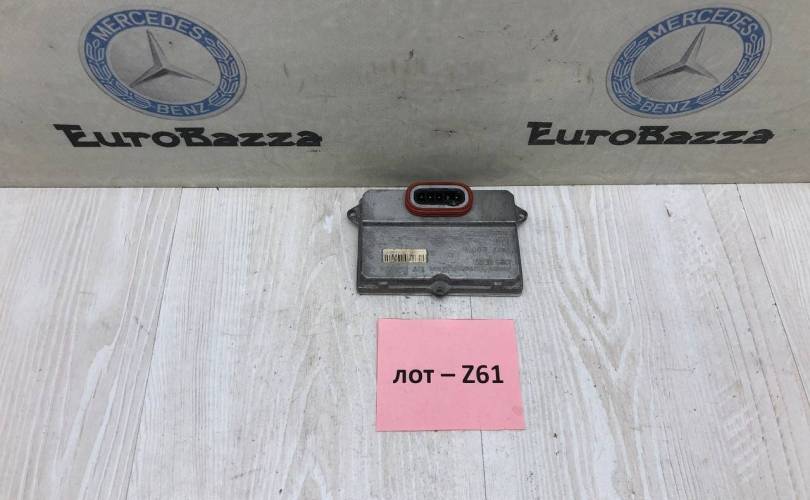 MERCEDES
BENZ
EuroBazza
MERCEDES
BENZ
EuroBazza
лот – Z61